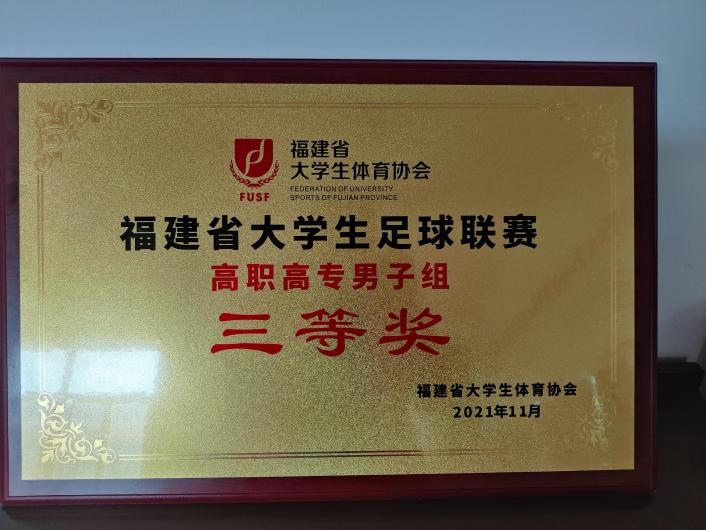 福建省
大学生体育协会
FEDERATION OF UNIVERSITY
SPORTS OF FUJIAN PROVINCE
FUSF
福建省大学生足球联赛
高职高专男子组
三等奖
福建省大学生体育协会
2021年11月